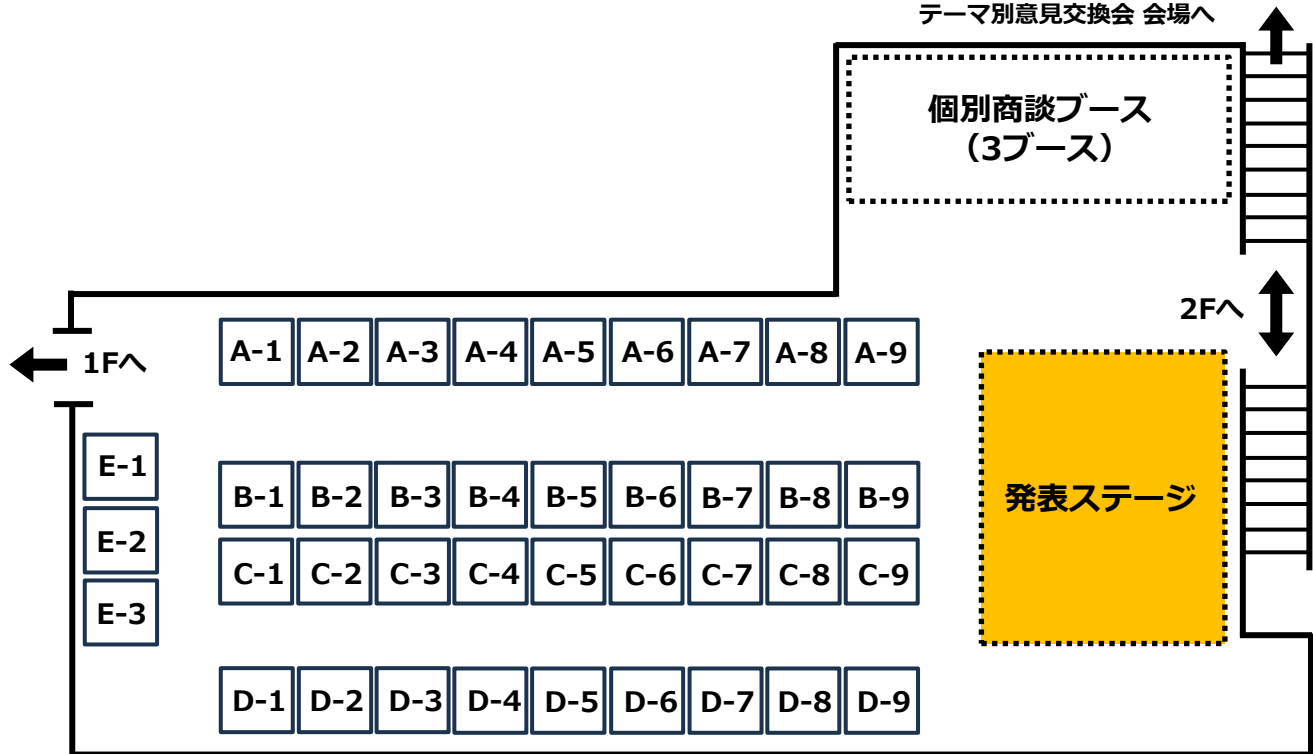 テーマ別意見交換会 会場へ
個別商談ブース
（3ブース）
2Fへ
1Fへ
A-1 A-2 A-3 A-4 A-5 A-6 A-7 A-8 A-9
E-1
E-2
E-3
B-1 B-2 B-3 B-4 B-5 B-6 B-7 B-8 B-9
C-1 C-2 C-3 C-4 C-5 C-6 C-7 C-8 C-9
D-1 D-2 D-3 D-4 D-5 D-6 D-7 D-8 D-9
発表ステージ